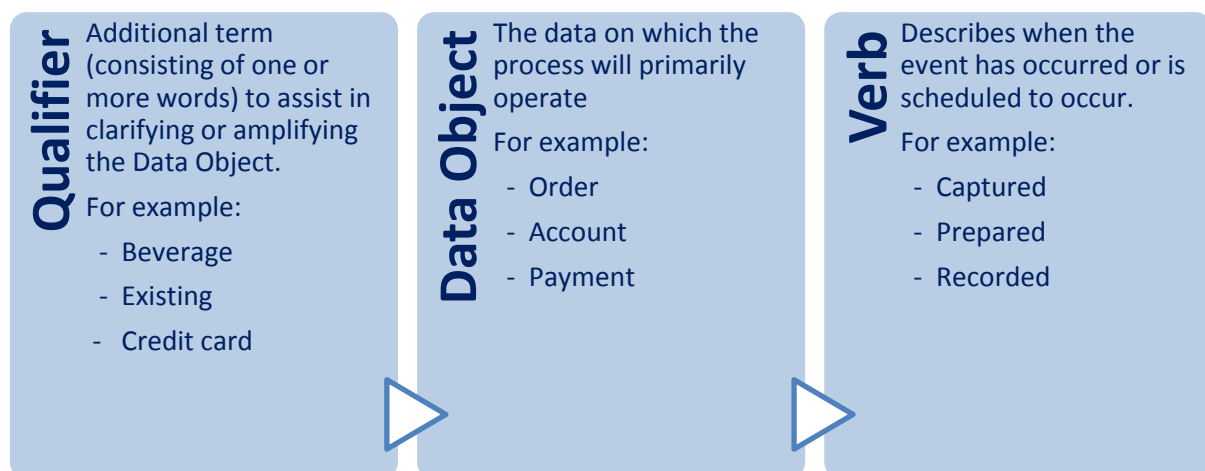 Qualifier
Additional term
(consisting of one or
more words) to assist in
clarifying or amplifying
the Data Object.
For example:
- Beverage
- Existing
- Credit card
Data Object
The data on which the
process will primarily
operate
For example:
- Order
- Account
- Payment
Verb
Describes when the
event has occurred or is
scheduled to occur.
For example:
- Captured
- Prepared
- Recorded